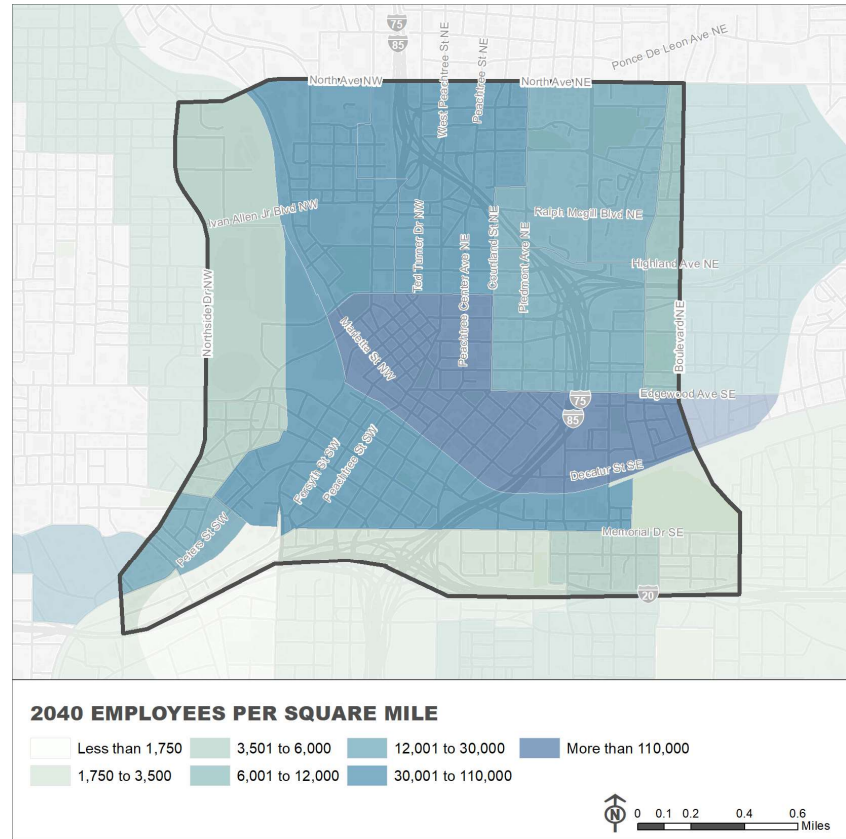 75
85
Ponce De Leon Ave NE
West Peachtree St NE
Peachtree St NE
North Ave NW
North Ave NE
Ivan Allen Jr Blvd NW
Ted Turner Dr NW
Courland St NE
Ralph Mcgill Blvd NE
Peachtree Center Ave NE
Piedmont Ave NE
Highland Ave NE
Northside Dr NW
Marietta St NW
Boulevard NE
75
Edgewood Ave SE
85
Forsyth St SW
Peachtree St SW
Decatur St SE
Peters St SW
Memorial Dr SE
20
2040 EMPLOYEES PER SQUARE MILE
Less than 1,750
3,501 to 6,000
12,001 to 30,000
More than 110,000
1,750 to 3,500
6,001 to 12,000
30,001 to 110,000
N
0 0.1 0.2 0.4 0.6
Miles